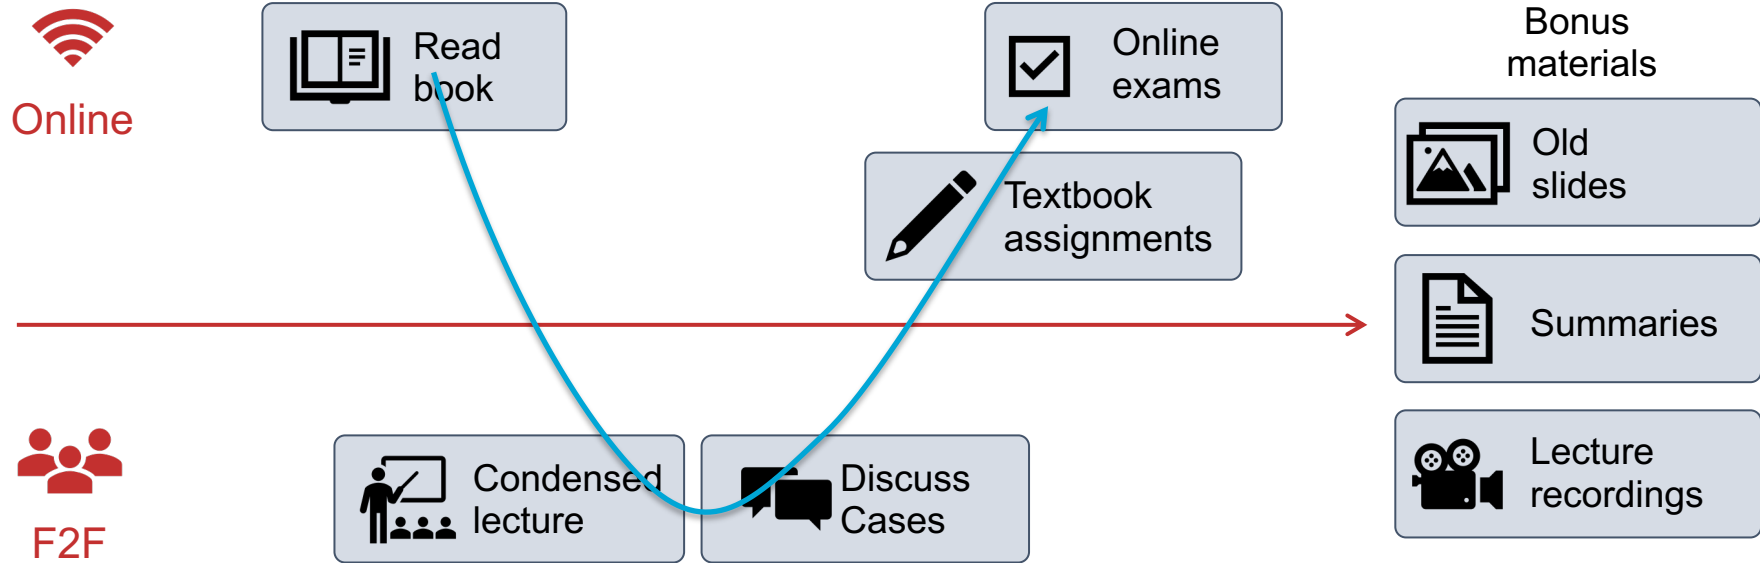 Online
Read
book
Online
exams
Textbook
assignments
Bonus
materials
Old
slides
Summaries
Lecture
recordings
F2F
Condensed
lecture
Discuss
Cases